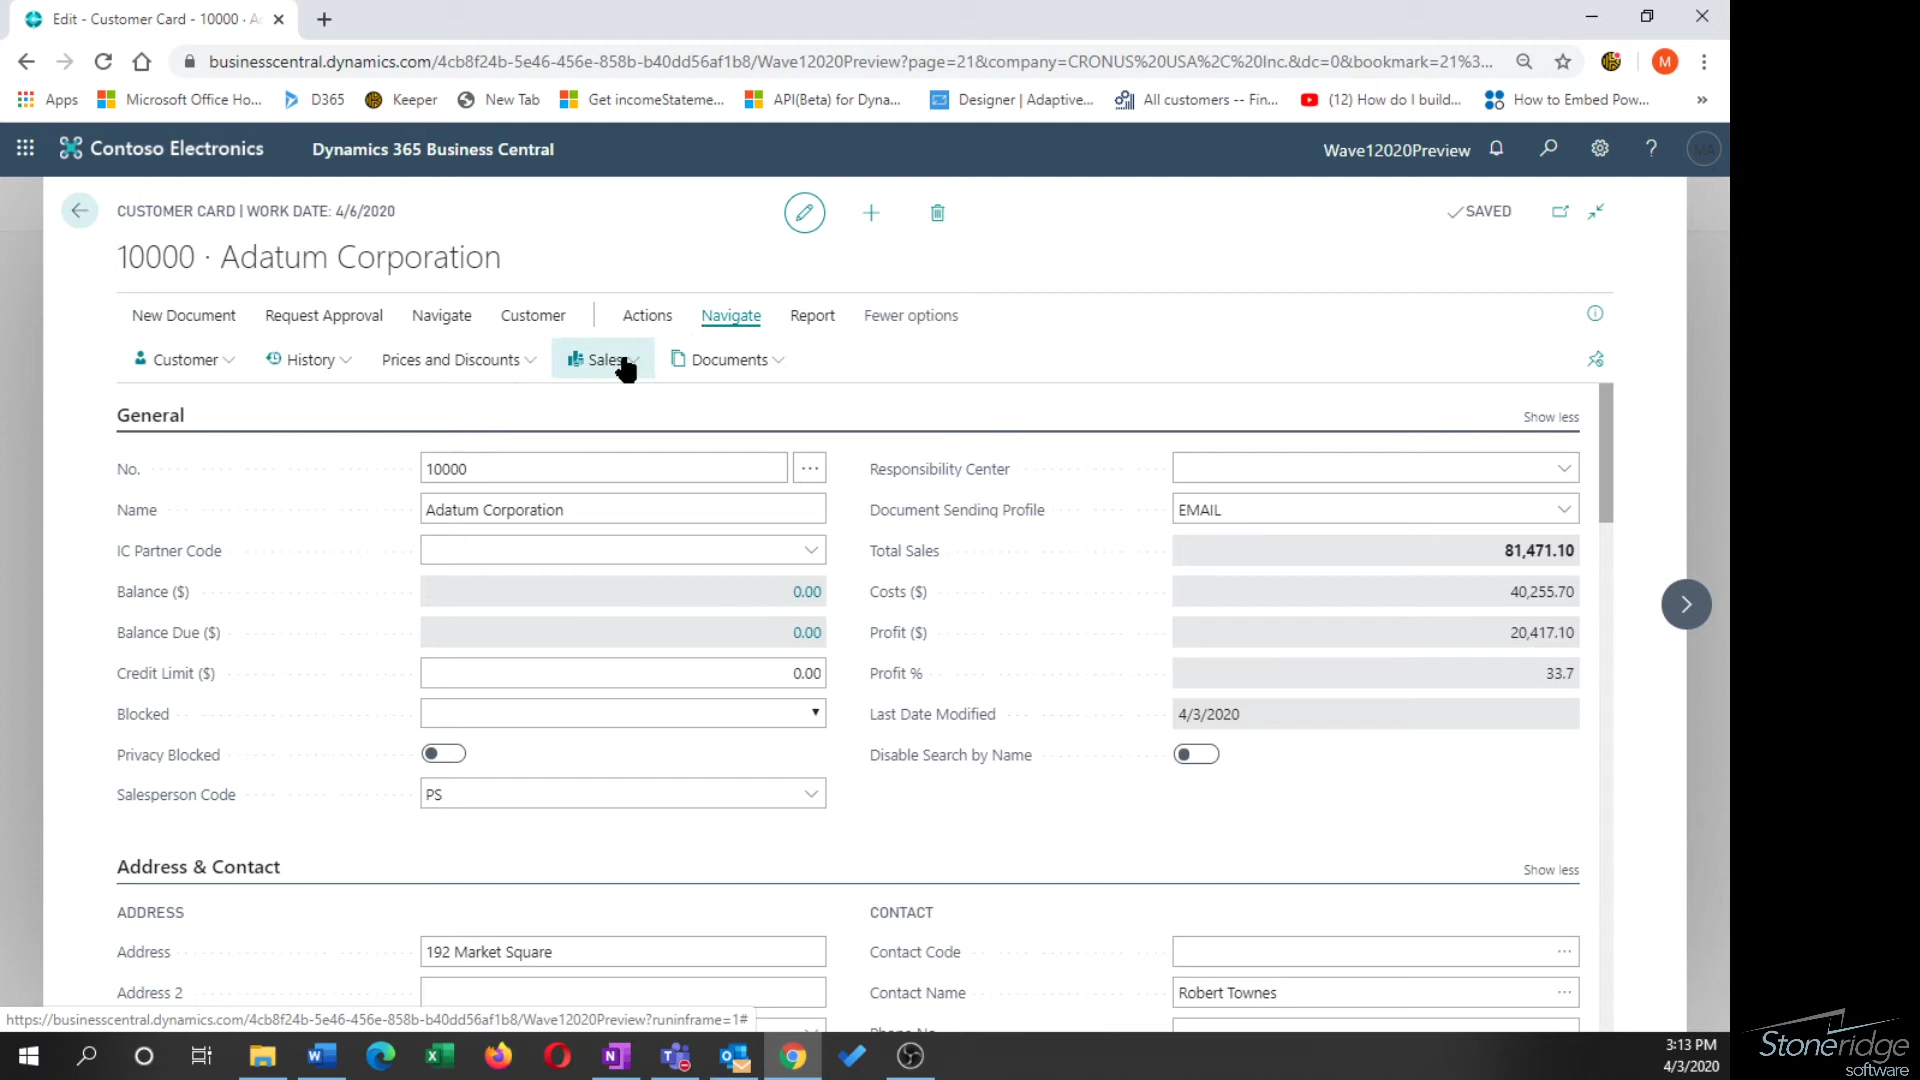 Edit - Customer Card - 10000 · A
businesscentral.dynamics.com/4cb8f24b-5e46-456e-858b-b40dd56af1b8/Wave12020Preview?page=21&company=CRONUS%20USA%2C%20Inc.&dc=0&bookmark=21%3...
M
Apps Microsoft Office Ho... D365 Keeper New Tab Get incomeStateme... API(Beta) for Dyna... Designer | Adaptive... All customers -- Fin... (12) How do I build... How to Embed Pow... »
Contoso Electronics Dynamics 365 Business Central Wave12020Preview ? MA
CUSTOMER CARD | WORK DATE: 4/6/2020 SAVED
10000 · Adatum Corporation
New Document Request Approval Navigate Customer Actions Navigate Report Fewer options
Customer History Prices and Discounts Sales Documents
General Show less
No. 10000 ... Responsibility Center
Name Adatum Corporation Document Sending Profile EMAIL
IC Partner Code Total Sales 81,471.10
Balance ($) 0.00 Costs ($) 40,255.70
Balance Due ($) 0.00 Profit ($) 20,417.10
Credit Limit ($) 0.00 Profit % 33.7
Blocked Last Date Modified 4/3/2020
Privacy Blocked Disable Search by Name
Salesperson Code PS
Address & Contact Show less
ADDRESS CONTACT
Address 192 Market Square Contact Code ...
Address 2 Contact Name Robert Townes ...
https://businesscentral.dynamics.com/4cb8f24b-5e46-456e-858b-b40dd56af1b8/Wave12020Preview?runinframe=1#
3:13 PM
4/3/2020
Stoneridge
software